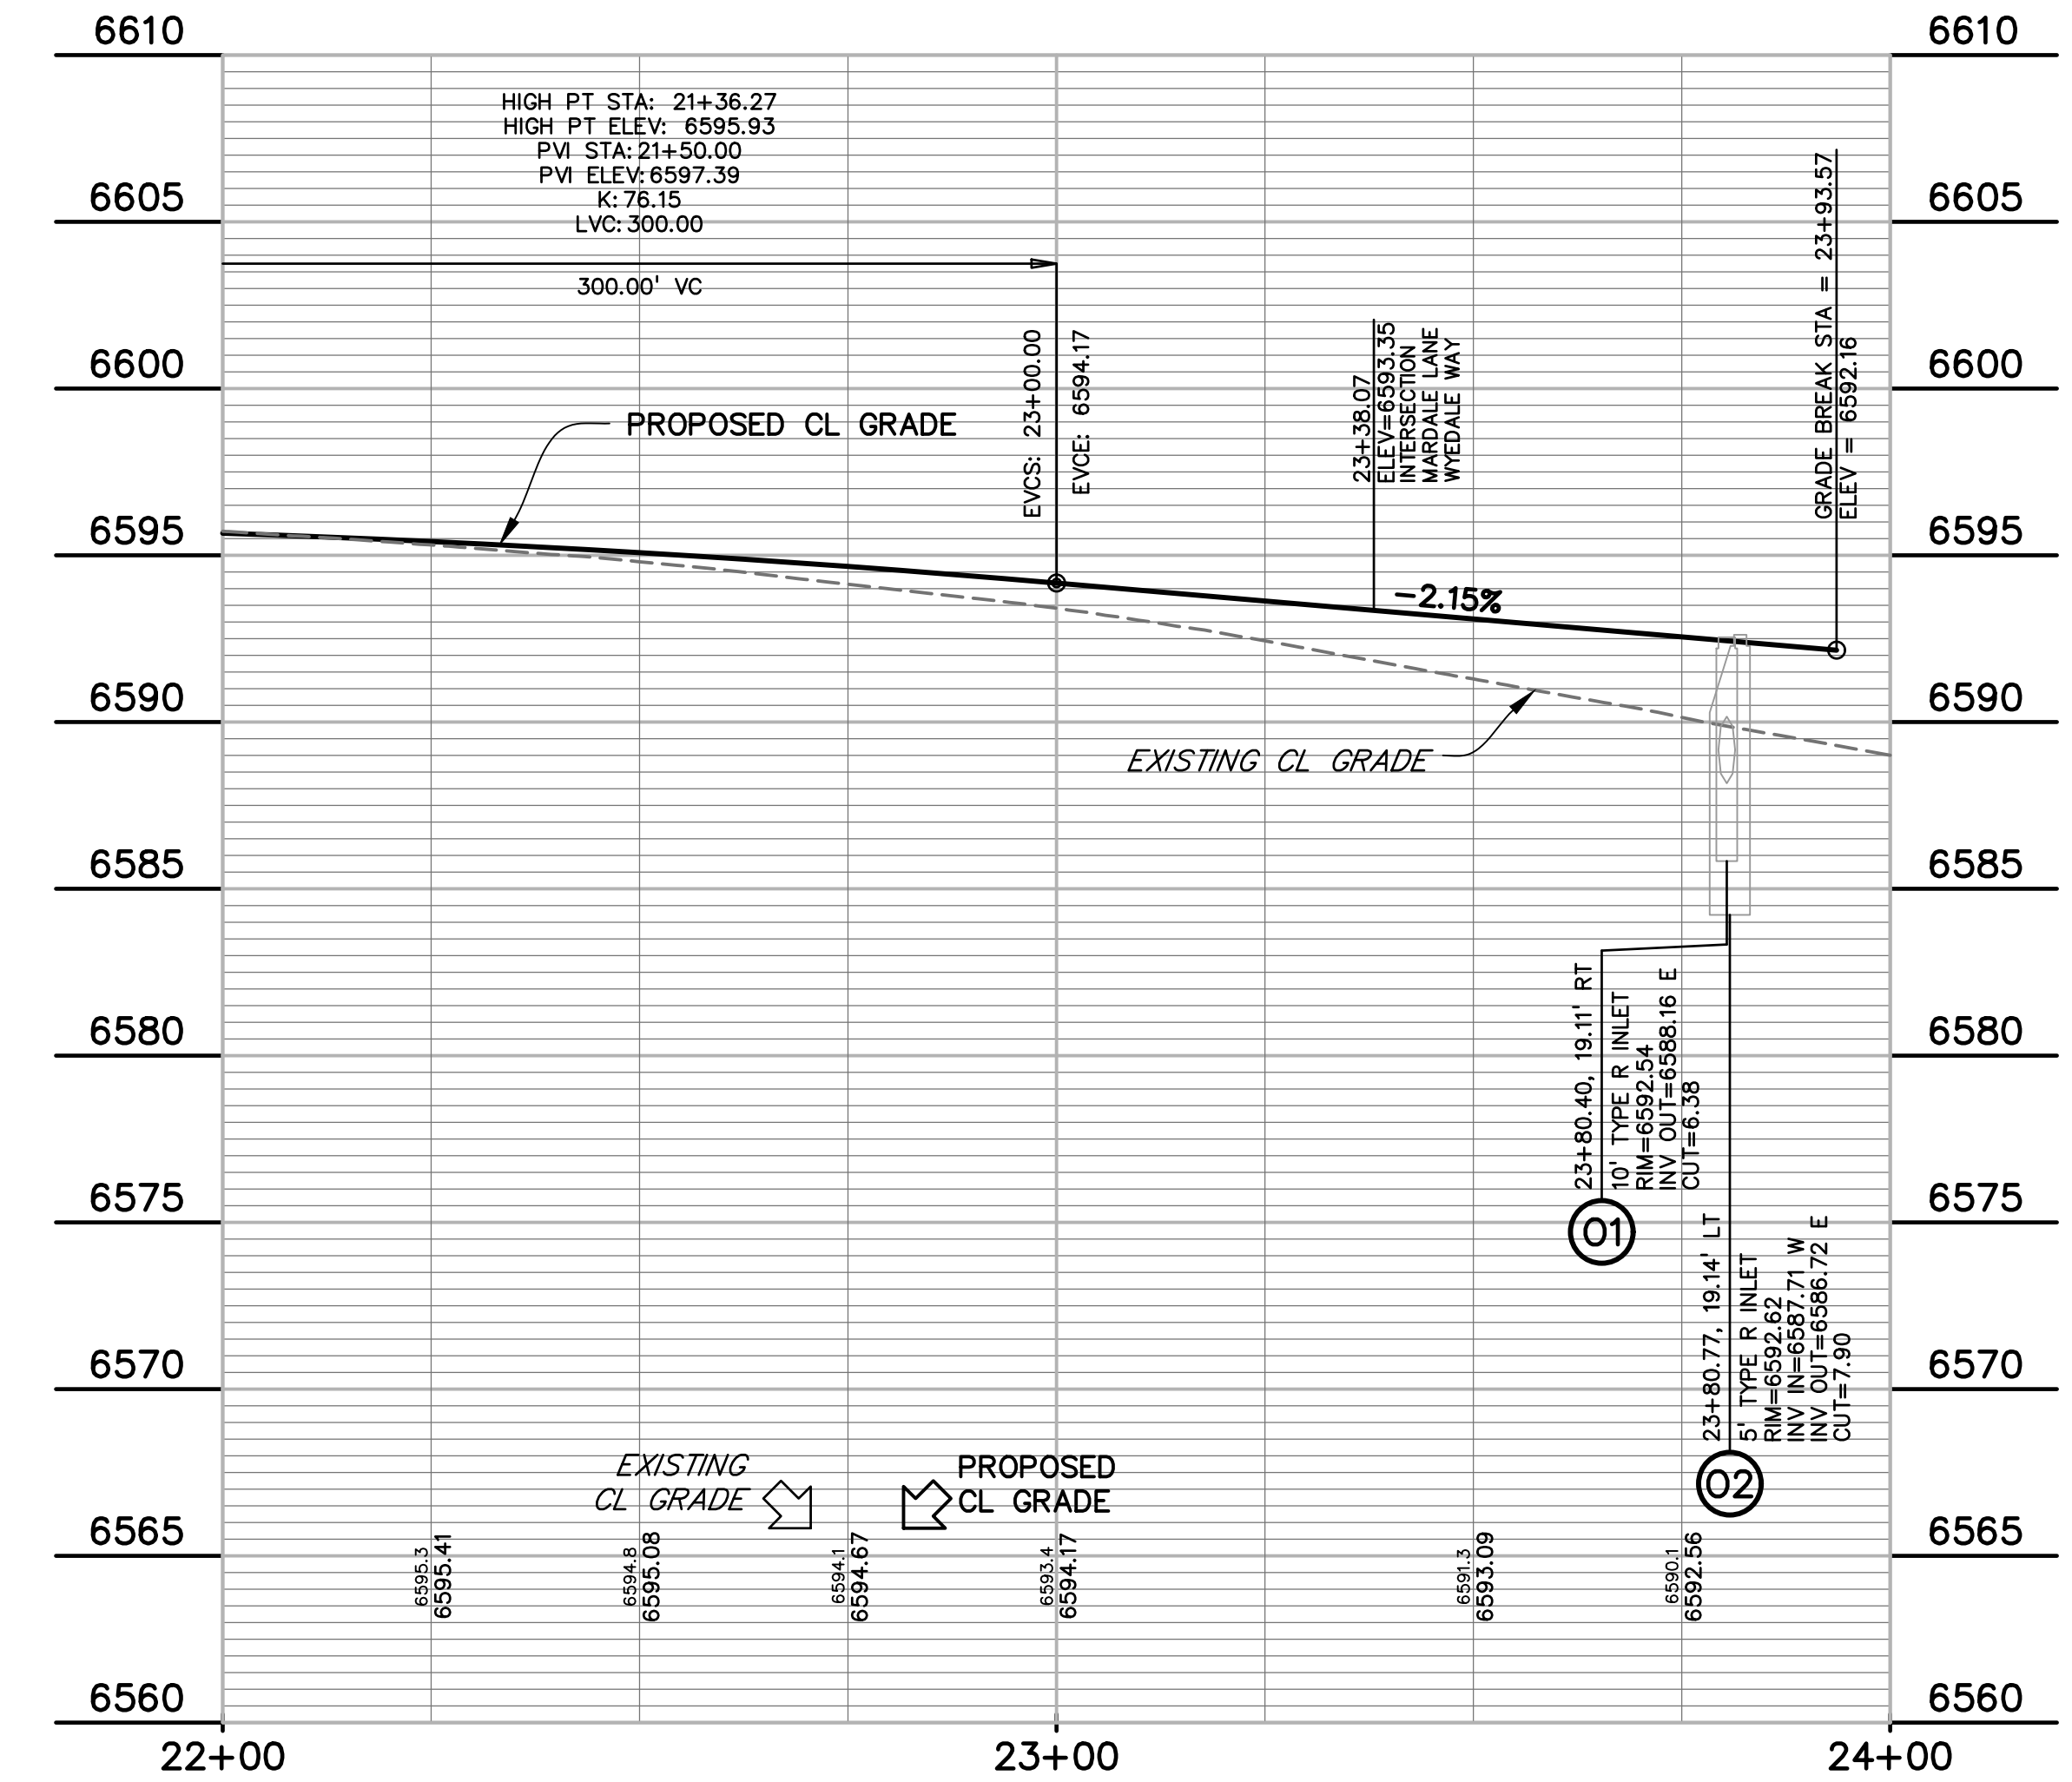 6610
6610
HIGH PT STA: 21+36.27
HIGH PT ELEV: 6595.93
PVI STA: 21+50.00
PVI ELEV: 6597.39
K: 76.15
LVC: 300.00
6605
6605
300.00' VC
EVCS: 23+00.00
EVCE: 6594.17
23+38.07
ELEV=6593.35
INTERSECTION
MARDALE LANE
WYEDALE WAY
GRADE BREAK STA = 23+93.57
ELEV = 6592.16
6600
6600
PROPOSED CL GRADE
6595
6595
-2.15%
6590
6590
EXISTING CL GRADE
6585
6585
6580
6580
23+80.40, 19.11' RT
10' TYPE R INLET
RIM=6592.54
INV OUT=6588.16 E
CUT=6.38
01
6575
6575
23+80.77, 19.14' LT
5' TYPE R INLET
RIM=6592.62
INV IN=6587.71 W
INV OUT=6586.72 E
CUT=7.90
02
6570
6570
EXISTING
CL GRADE
PROPOSED
CL GRADE
6565
6565
6595.3
6595.41
6594.8
6595.08
6594.1
6594.67
6593.4
6594.17
6591.3
6593.09
6590.1
6592.56
6560
6560
22+00
23+00
24+00